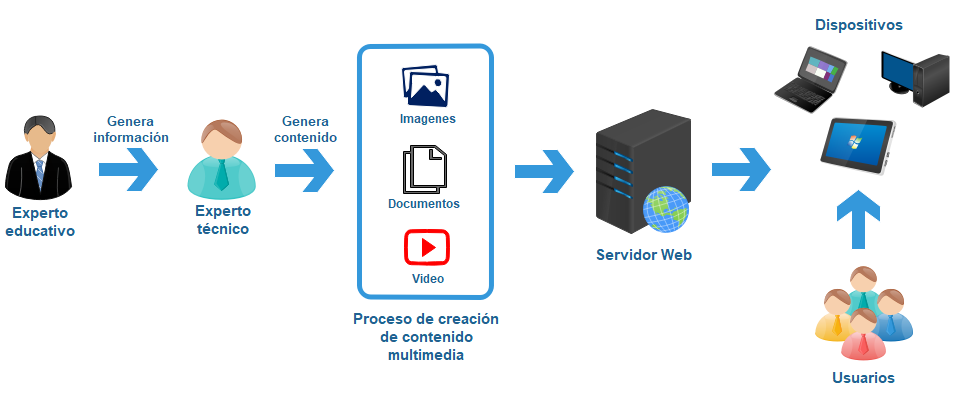 Experto
educativo
Genera
información
Experto
técnico
Genera
contenido
Imagenes
Documentos
Video
Proceso de creación
de contenido
multimedia
Servidor Web
Dispositivos
Usuarios